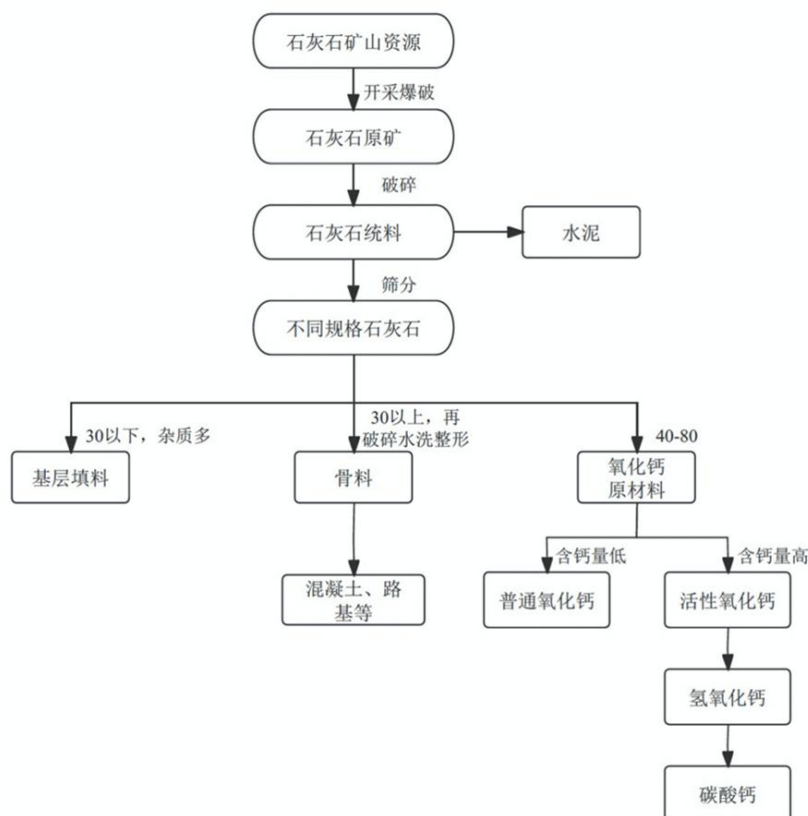 石灰石矿山资源
开采爆破
石灰石原矿
破碎
石灰石统料
水泥
筛分
不同规格石灰石
30以下，杂质多
30以上，再
破碎水洗整形
40-80
基层填料
骨料
氧化钙
原材料
含钙量低
含钙量高
混凝土、路
基等
普通氧化钙
活性氧化钙
氢氧化钙
碳酸钙